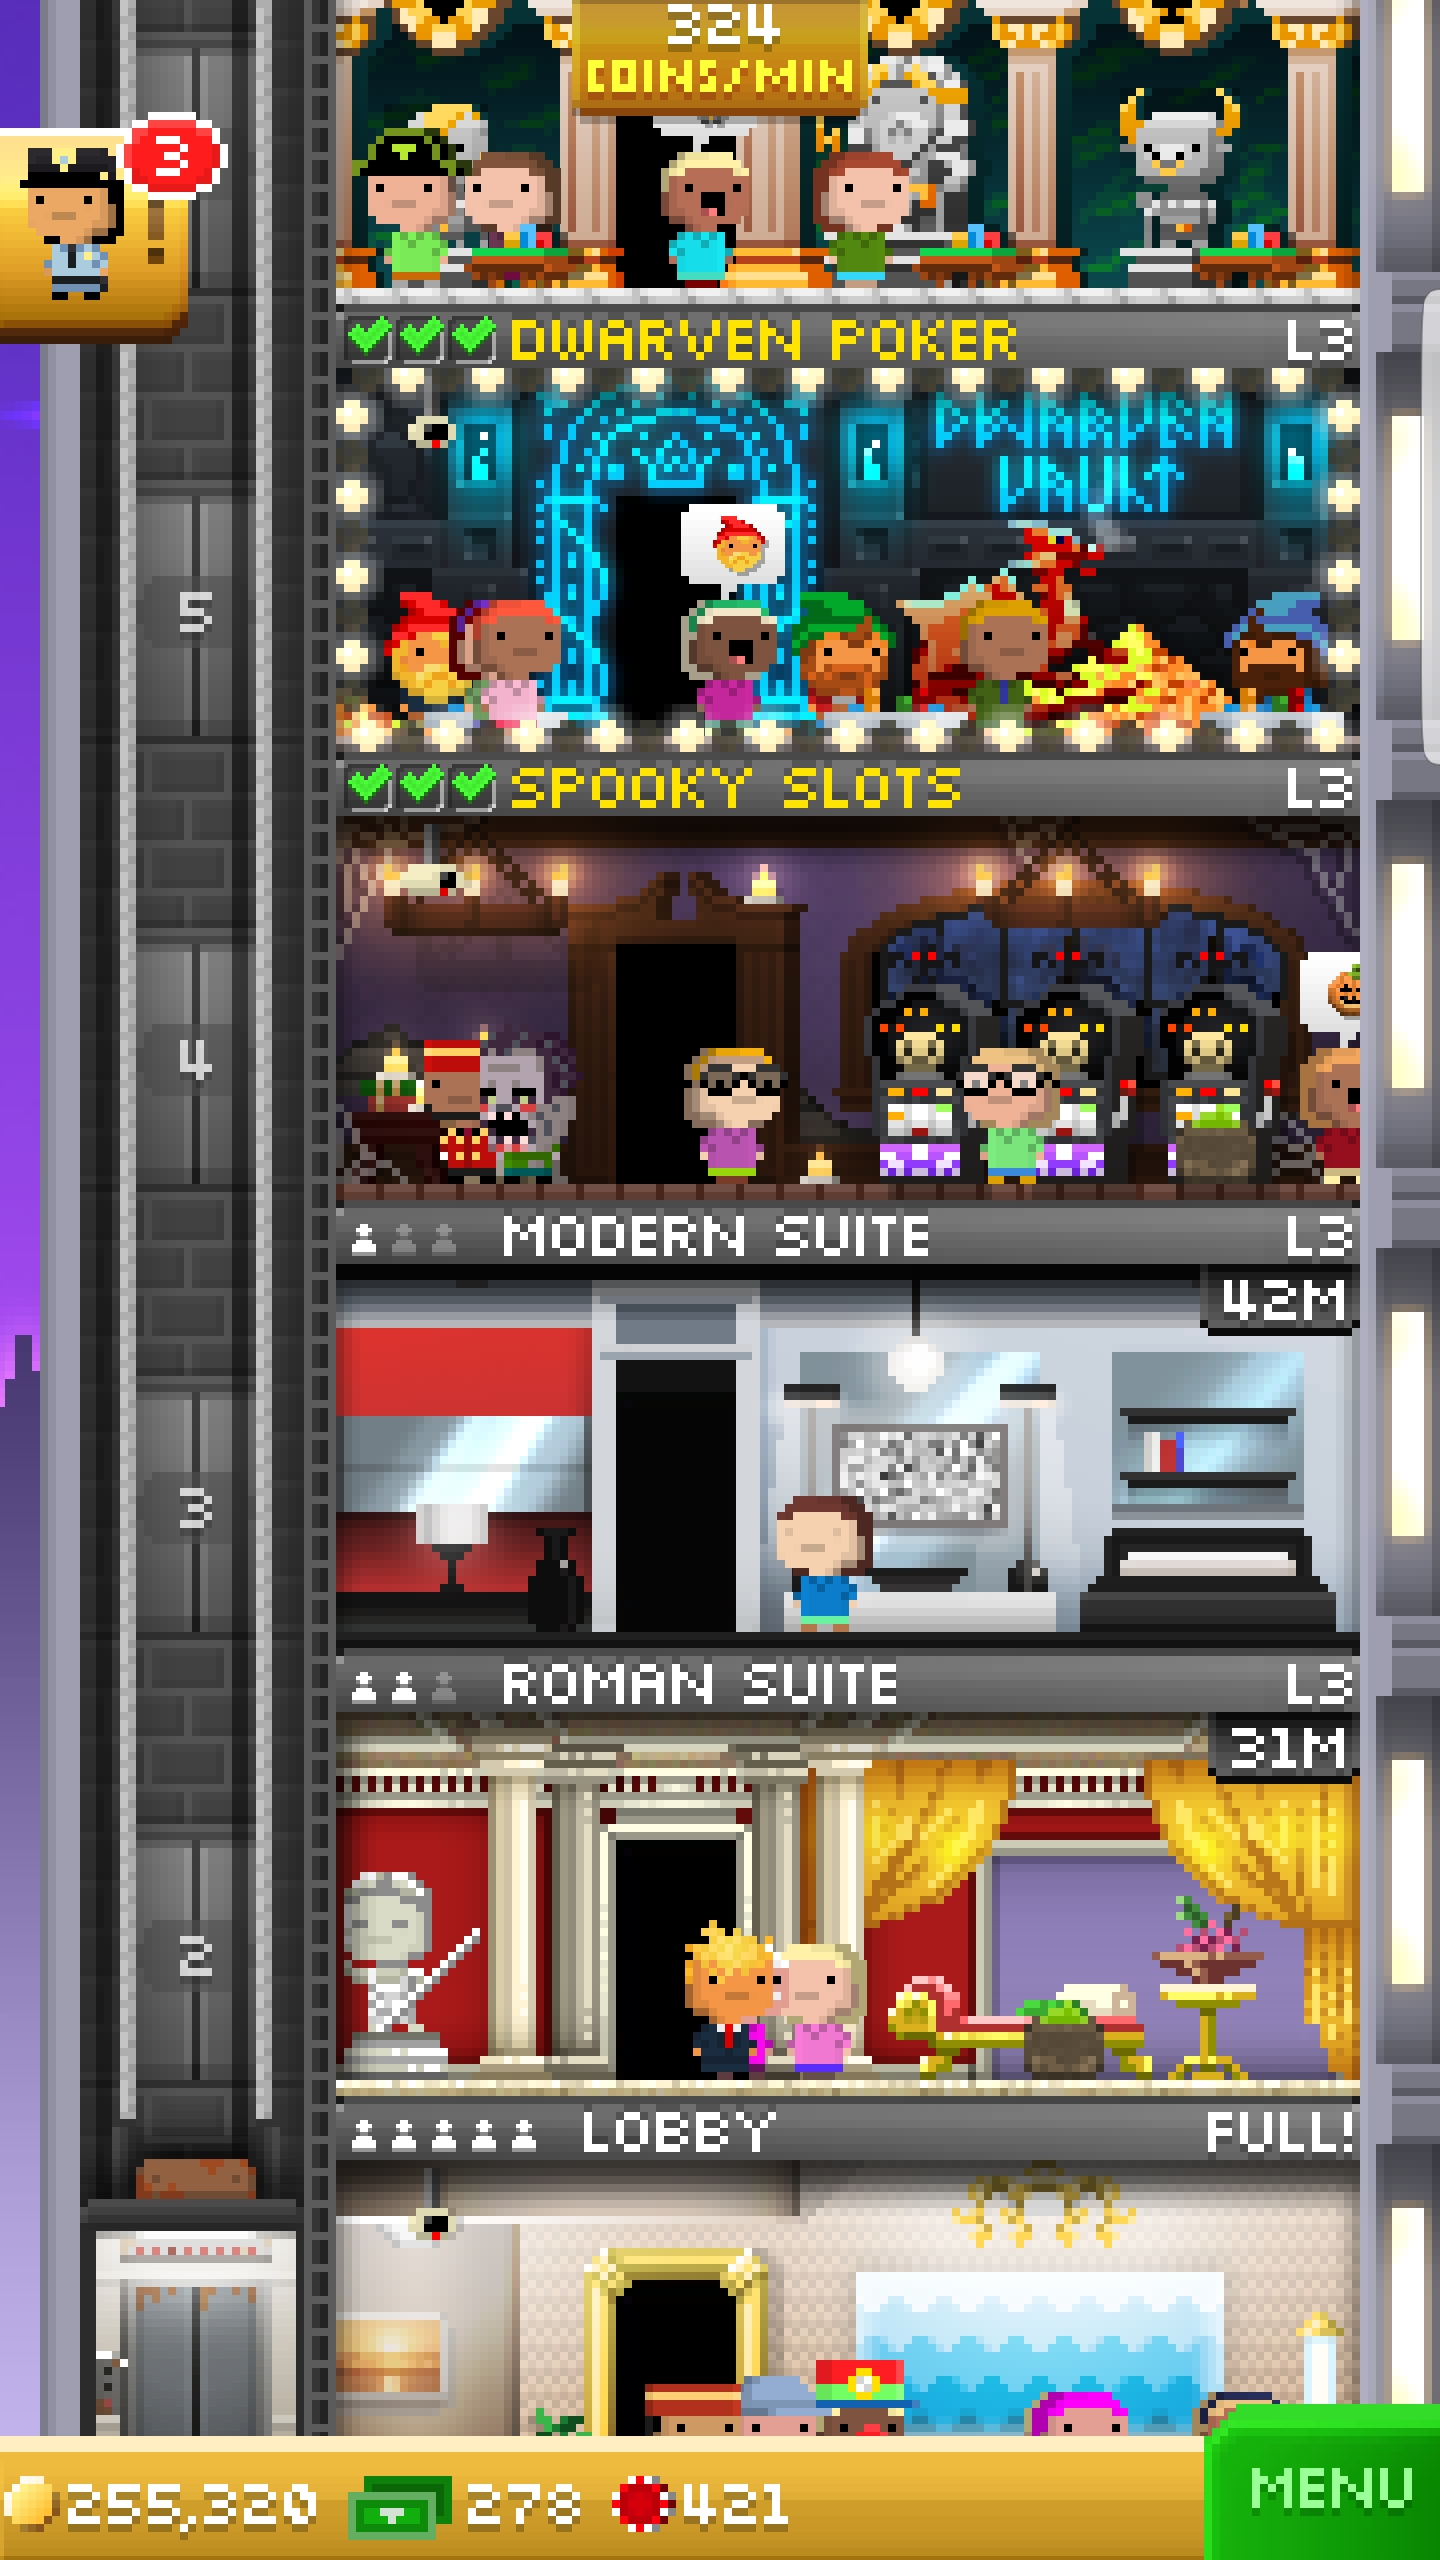 324
COINS/MIN
3
!
DWARVEN POKER L3
DWARVEN
VAULT
5
SPOOKY SLOTS L3
4
MODERN SUITE L3
42M
3
ROMAN SUITE L3
31M
2
LOBBY FULL!
255,320 278 421 MENU